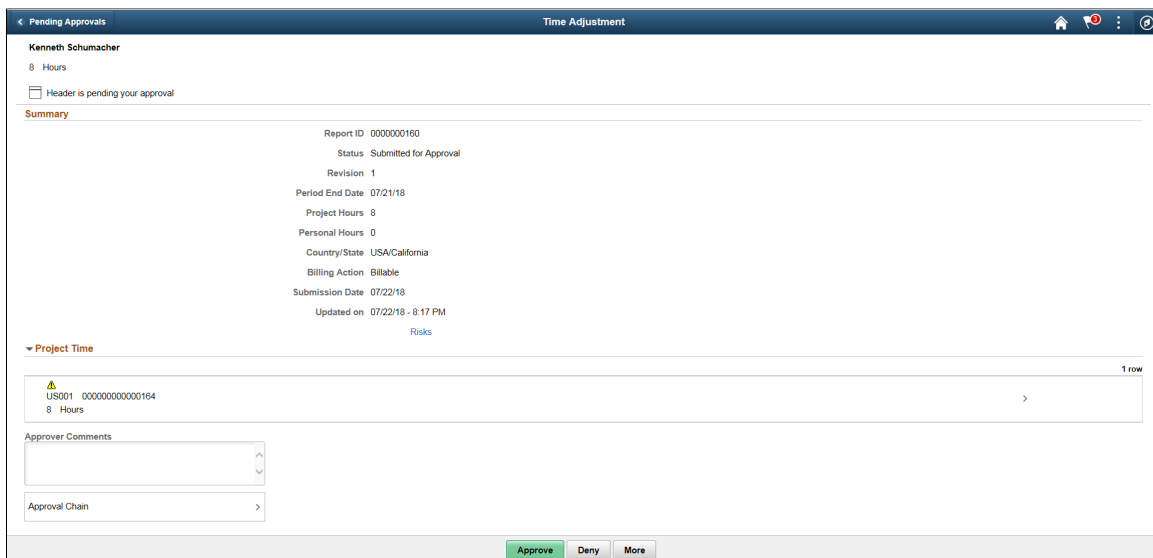 Pending Approvals
Time Adjustment
3
Kenneth Schumacher
8 Hours
Header is pending your approval
Summary
Report ID 0000000160
Status Submitted for Approval
Revision 1
Period End Date 07/21/18
Project Hours 8
Personal Hours 0
Country/State USA/California
Billing Action Billable
Submission Date 07/22/18
Updated on 07/22/18 - 8:17 PM
Risks
Project Time
1 row
US001 000000000000164
8 Hours
Approver Comments
Approval Chain
Approve Deny More